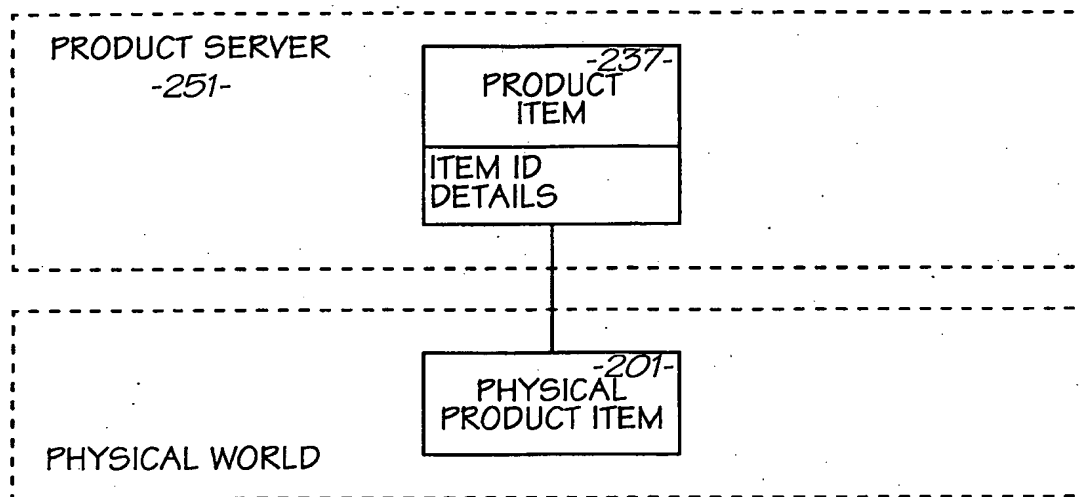 PRODUCT SERVER
-251-
-237-
PRODUCT
ITEM
ITEM ID
DETAILS
-201-
PHYSICAL
PRODUCT ITEM
PHYSICAL WORLD